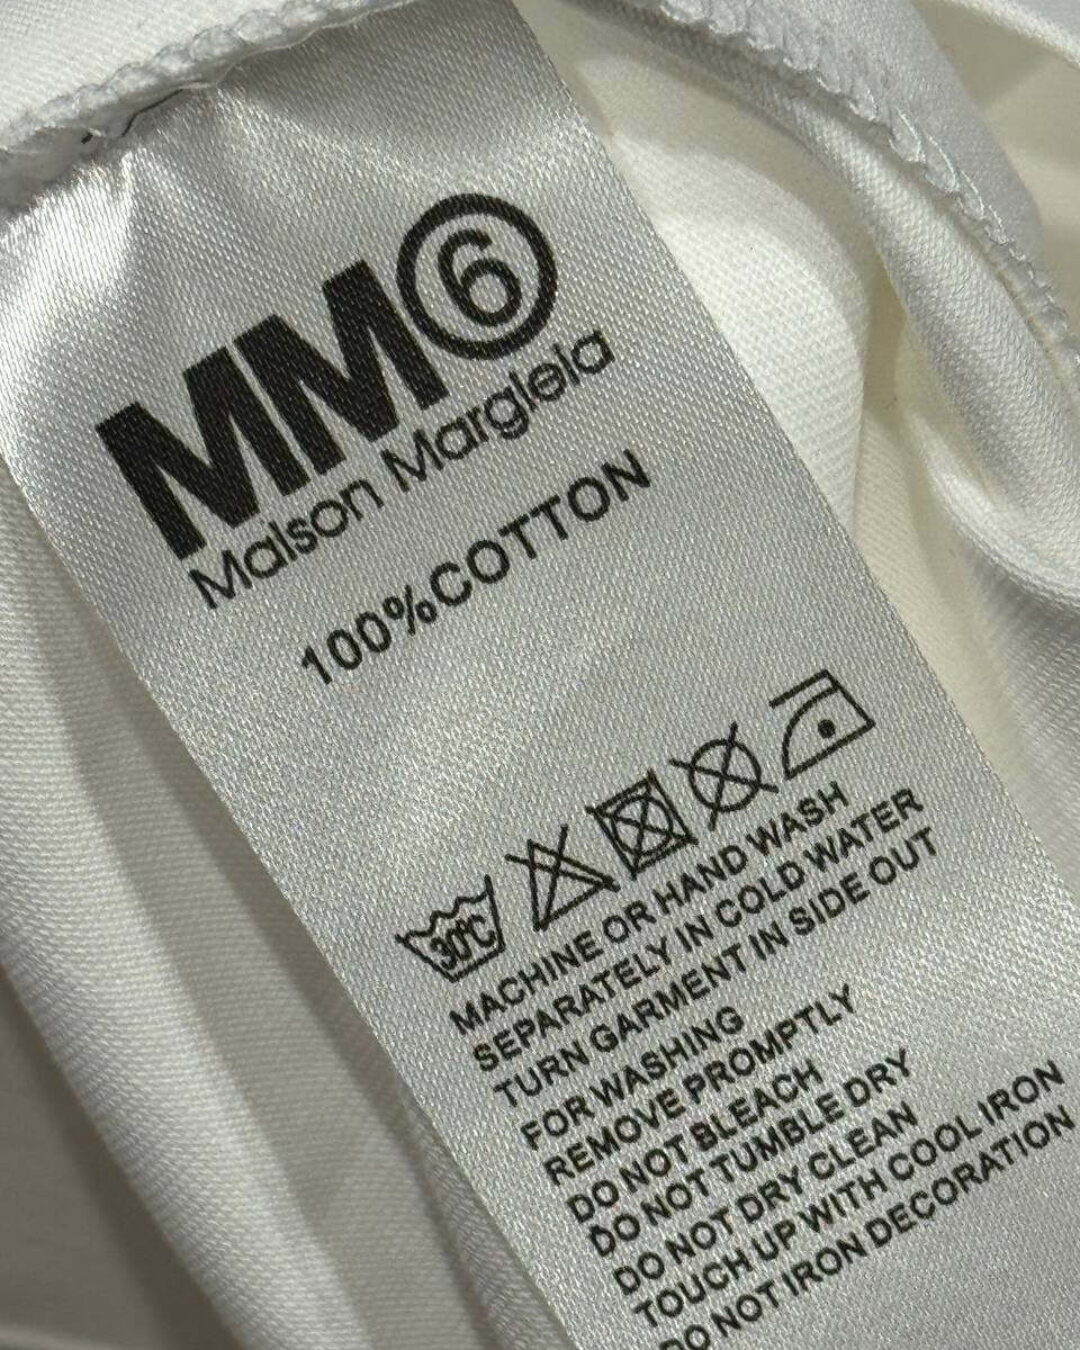 MM⑥
Maison Margleia
100%COTTON
30°C
MACHINE OR HAND WASH
SEPARATELY IN COLD WATER
TURN GARMENT IN SIDE OUT
FOR WASHING
REMOVE PROMPTLY
DO NOT BLEACH
DO NOT TUMBLE DRY
DO NOT DRY CLEAN
TOUCH UP WITH COOL IRON
DO NOT IRON DECORATION